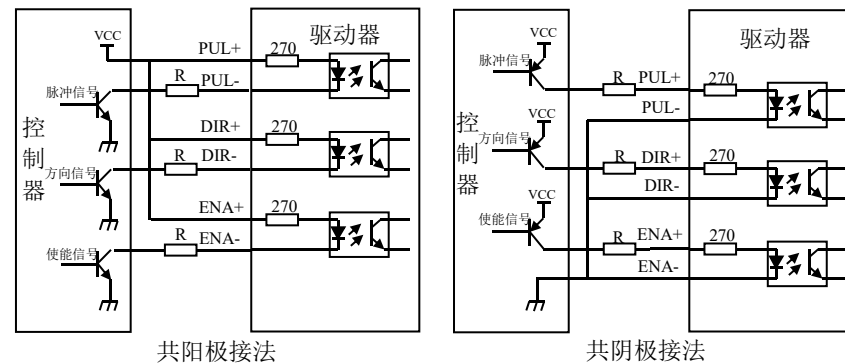 VCC
驱动器
PUL+
270
R
PUL-
脉冲信号
控制器
DIR+
270
R
DIR-
方向信号
ENA+
270
R
ENA-
使能信号
共阳极接法
VCC
驱动器
脉冲信号
R
PUL+
270
PUL-
VCC
控制器
方向信号
R
DIR+
270
DIR-
VCC
使能信号
R
ENA+
270
ENA-
共阴极接法